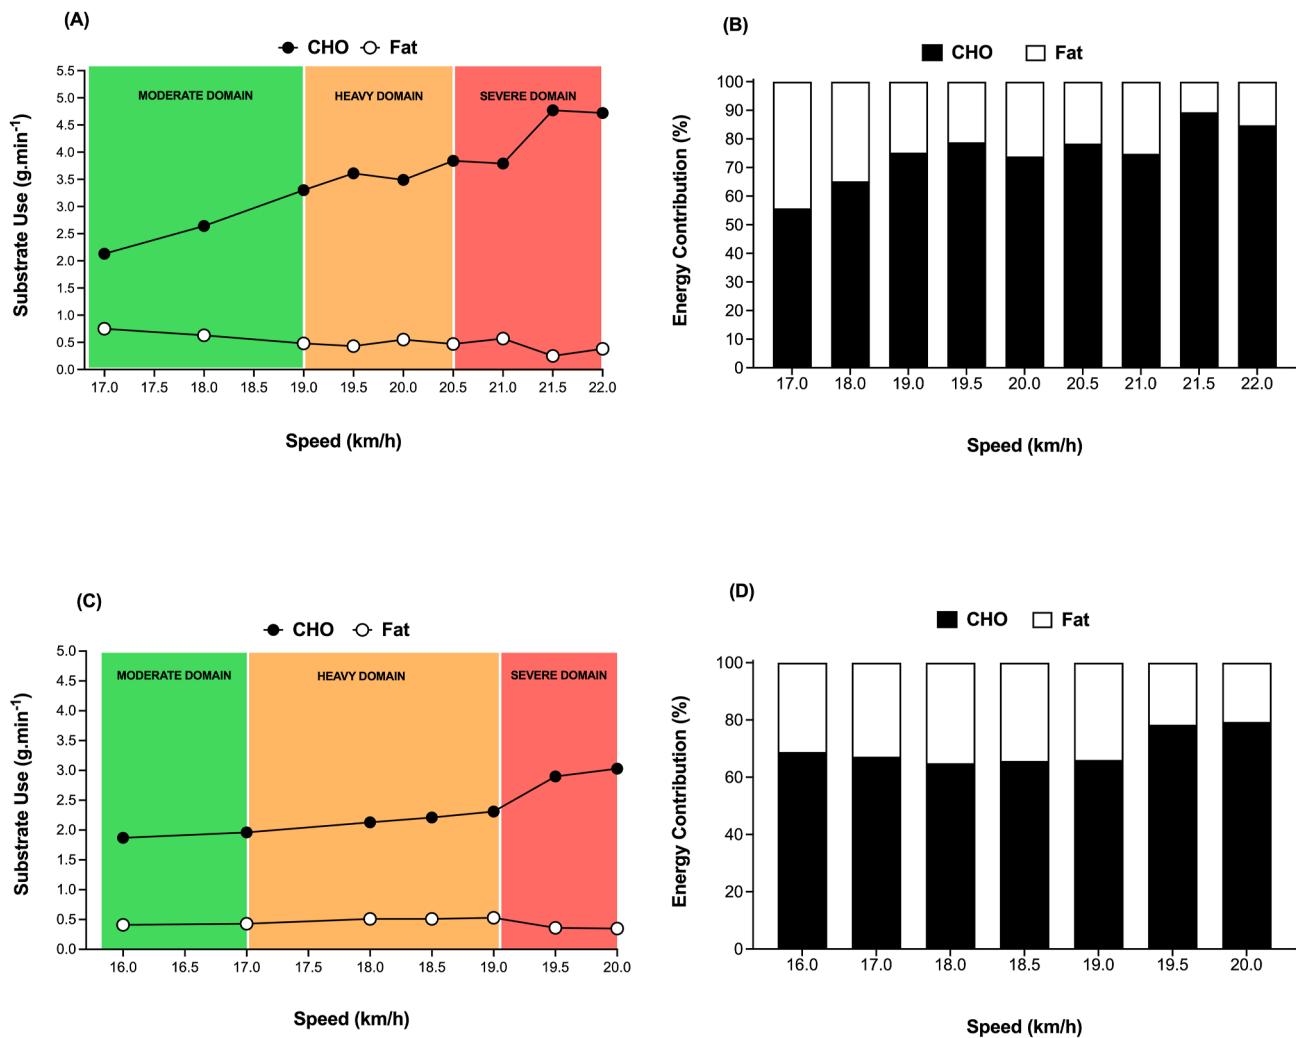 (A)
CHO Fat
5.5
5.0
4.5
4.0
3.5
3.0
2.5
2.0
1.5
1.0
0.5
0.0
Substrate Use (g.min-1)
MODERATE DOMAIN HEAVY DOMAIN SEVERE DOMAIN
17.0 17.5 18.0 18.5 19.0 19.5 20.0 20.5 21.0 21.5 22.0
Speed (km/h)
(B)
CHO Fat
100
90
80
70
60
50
40
30
20
10
0
Energy Contribution (%)
17.0 18.0 19.0 19.5 20.0 20.5 21.0 21.5 22.0
Speed (km/h)
(C)
CHO Fat
5.0
4.5
4.0
3.5
3.0
2.5
2.0
1.5
1.0
0.5
0.0
Substrate Use (g.min-1)
MODERATE DOMAIN HEAVY DOMAIN SEVERE DOMAIN
16.0 16.5 17.0 17.5 18.0 18.5 19.0 19.5 20.0
Speed (km/h)
(D)
CHO Fat
100
80
60
40
20
0
Energy Contribution (%)
16.0 17.0 18.0 18.5 19.0 19.5 20.0
Speed (km/h)